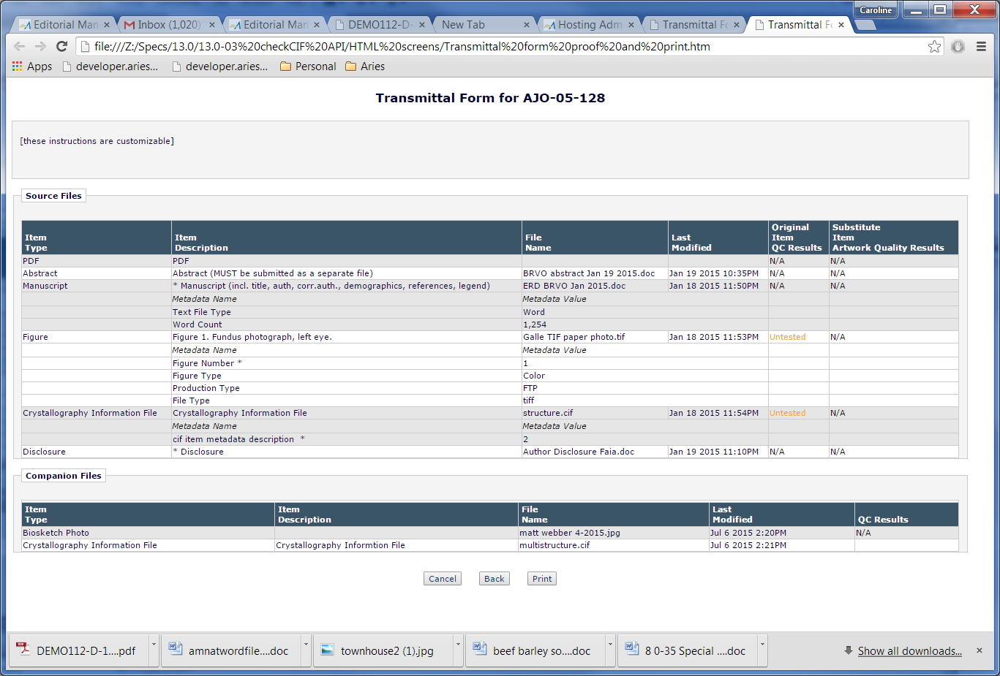 Caroline
Editorial Man
Inbox (1,020)
Editorial Man
DEMO112-D-
New Tab
Hosting Adm
Transmittal Fo
Transmittal Fo
file:///Z:/Specs/13.0/13.0-03%20checkCIF%20API/HTML%20screens/Transmittal%20form%20proof%20and%20print.htm
Apps developer.aries... developer.aries... Personal Aries
Transmittal Form for AJO-05-128
[these instructions are customizable]
Source Files
Item Type Item Description File Name Last Modified Original Item QC Results Substitute Item Artwork Quality Results
PDF PDF N/A N/A
Abstract Abstract (MUST be submitted as a separate file) BRVO abstract Jan 19 2015.doc Jan 19 2015 10:35PM N/A N/A
Manuscript * Manuscript (incl. title, auth, corr.auth., demographics, references, legend) ERD BRVO Jan 2015.doc Jan 18 2015 11:50PM N/A N/A
Metadata Name Metadata Value
Text File Type Word
Word Count 1,254
Figure Figure 1. Fundus photograph, left eye. Galle TIF paper photo.tif Jan 18 2015 11:53PM Untested N/A
Metadata Name Metadata Value
Figure Number * 1
Figure Type Color
Production Type FTP
File Type tiff
Crystallography Information File Crystallography Information File structure.cif Jan 18 2015 11:54PM Untested N/A
Metadata Name Metadata Value
cif item metadata description * 2
Disclosure * Disclosure Author Disclosure Faia.doc Jan 19 2015 11:10PM N/A N/A
Companion Files
Item Type Item Description File Name Last Modified QC Results
Biosketch Photo matt webber 4-2015.jpg Jul 6 2015 2:20PM N/A
Crystallography Information File Crystallography Informtion File multistructure.cif Jul 6 2015 2:21PM
Cancel Back Print
DEMO112-D-1....pdf amnatwordfile....doc townhouse2 (1).jpg beef barley so....doc 8 0-35 Special ....doc Show all downloads...